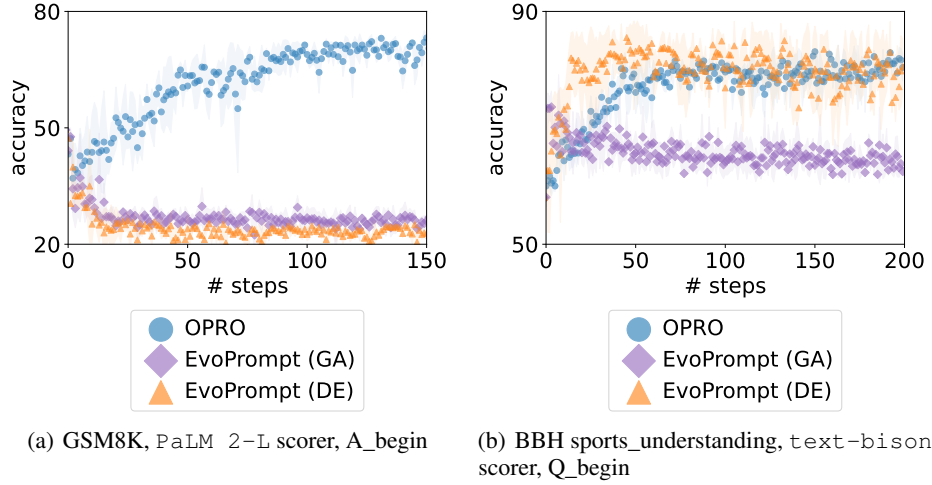 80
50
20
accuracy
0
50
100
150
# steps
OPRO
EvoPrompt (GA)
EvoPrompt (DE)
(a) GSM8K, PaLM 2-L scorer, A_begin
90
50
accuracy
0
50
100
150
200
# steps
OPRO
EvoPrompt (GA)
EvoPrompt (DE)
(b) BBH sports_understanding, text-bison
scorer, Q_begin